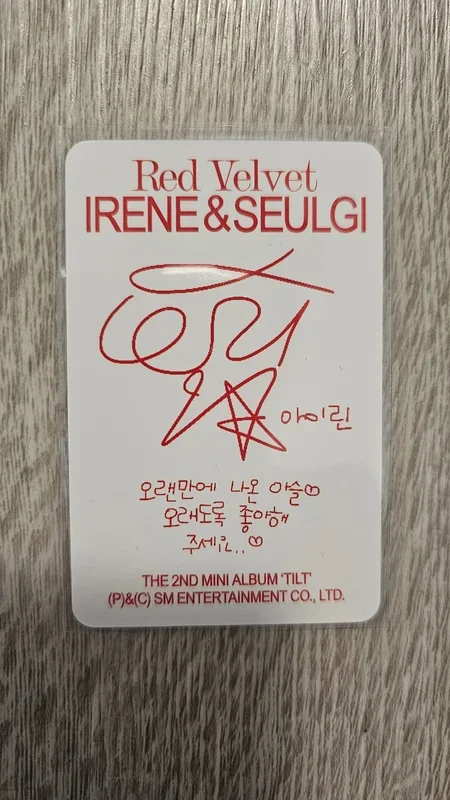 Red Velvet
IRENE & SEULGI
아이린
오랜만에 나온 아슬♡
오래도록 좋아해
주세요..♡
THE 2ND MINI ALBUM 'TILT'
(P)&(C) SM ENTERTAINMENT CO., LTD.